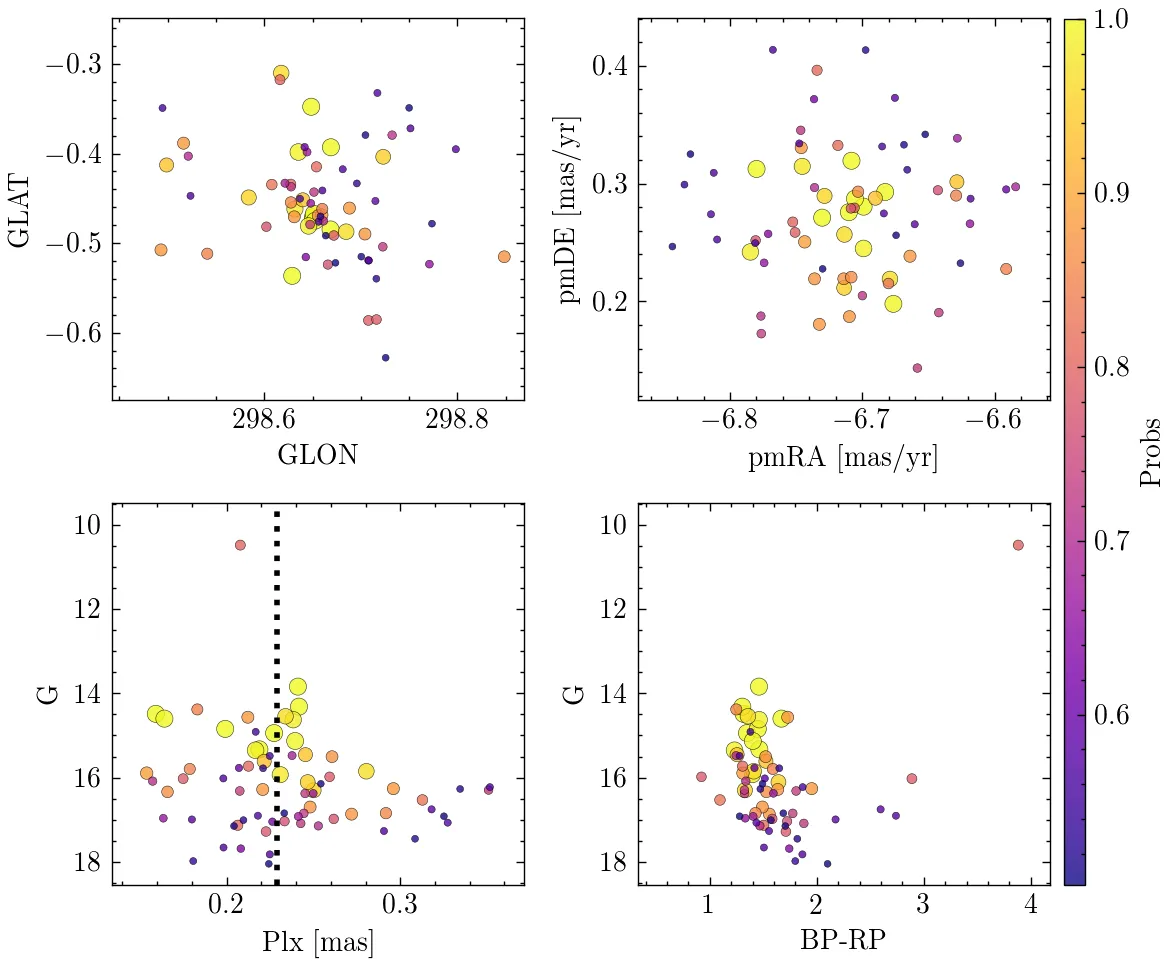 −0.3
−0.4
−0.5
−0.6
GLAT
298.6 298.8
GLON
0.4
0.3
0.2
pmDE [mas/yr]
−6.8 −6.7 −6.6
pmRA [mas/yr]
10
12
14
16
18
G
0.2 0.3
Plx [mas]
10
12
14
16
18
G
1 2 3 4
BP-RP
1.0
0.9
0.8
0.7
0.6
Probs